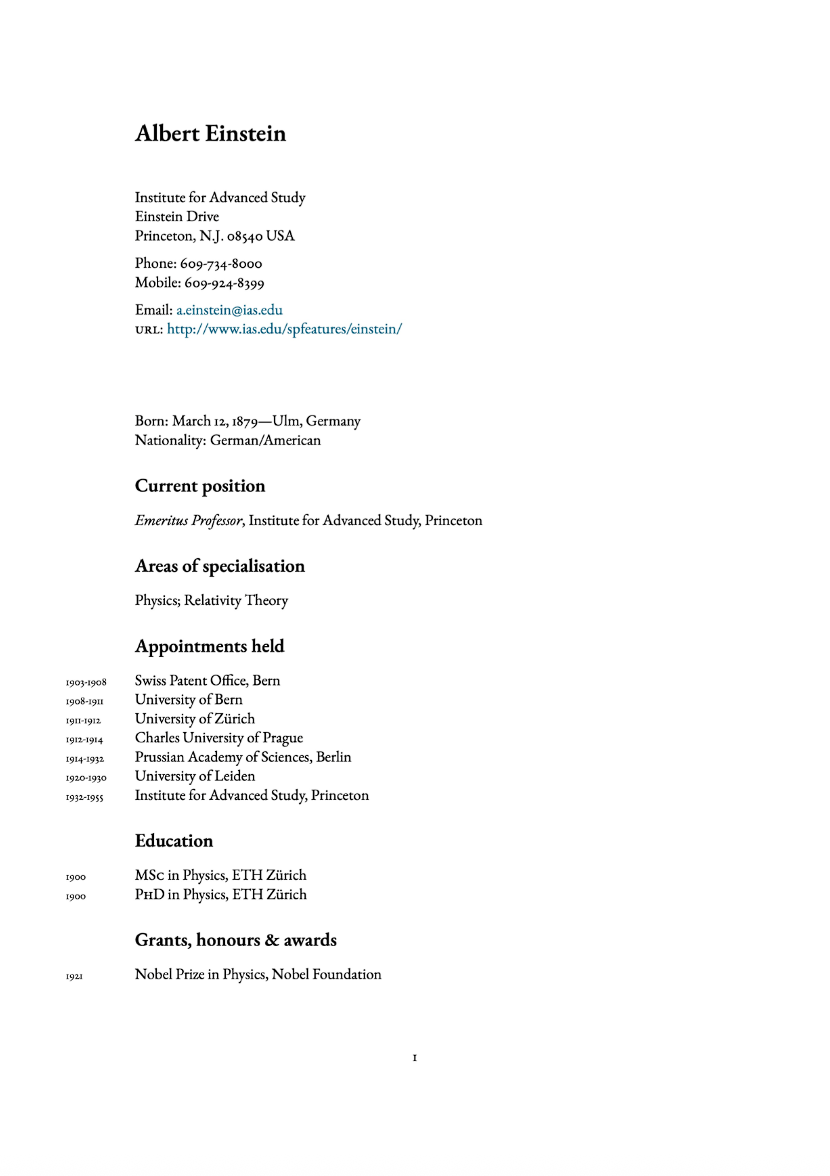 Albert Einstein
Institute for Advanced Study
Einstein Drive
Princeton, N.J. 08540 USA
Phone: 609-734-8000
Mobile: 609-924-8399
Email: a.einstein@ias.edu
URL: http://www.ias.edu/spfeatures/einstein/
Born: March 12, 1879—Ulm, Germany
Nationality: German/American
Current position
Emeritus Professor, Institute for Advanced Study, Princeton
Areas of specialisation
Physics; Relativity Theory
Appointments held
1903-1908 Swiss Patent Office, Bern
1908-1911 University of Bern
1911-1912 University of Zürich
1912-1914 Charles University of Prague
1914-1932 Prussian Academy of Sciences, Berlin
1920-1930 University of Leiden
1932-1955 Institute for Advanced Study, Princeton
Education
1900 MSc in Physics, ETH Zürich
1900 PhD in Physics, ETH Zürich
Grants, honours & awards
1921 Nobel Prize in Physics, Nobel Foundation
1